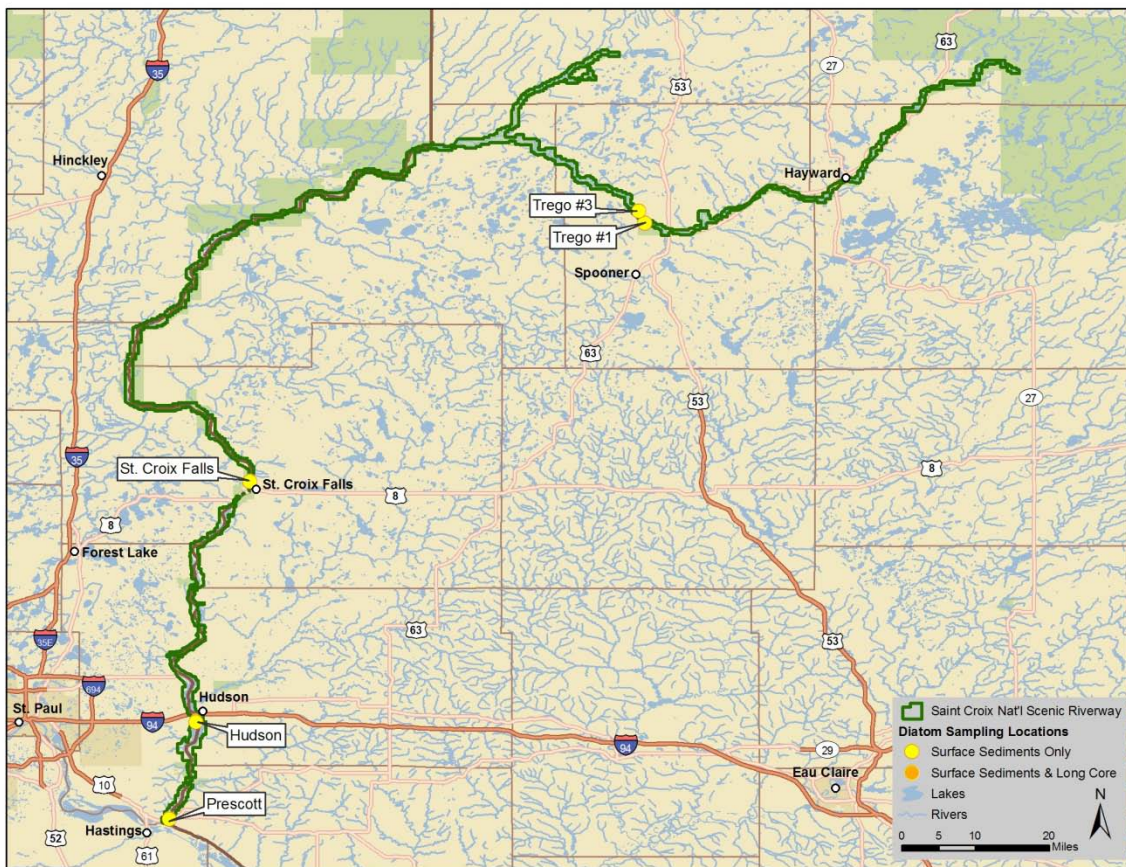 63
35
27
53
Hinckley
Hayward
Trego #3
Trego #1
Spooner
63
53
27
35
St. Croix Falls
St. Croix Falls
8
8
8
Forest Lake
63
53
35E
694
Hudson
St. Paul
94
Hudson
94
29
Eau Claire
10
Prescott
Hastings
52
61
Saint Croix Nat'l Scenic Riverway
Diatom Sampling Locations
Surface Sediments Only
Surface Sediments & Long Core
Lakes
Rivers
N
0 5 10 20
Miles